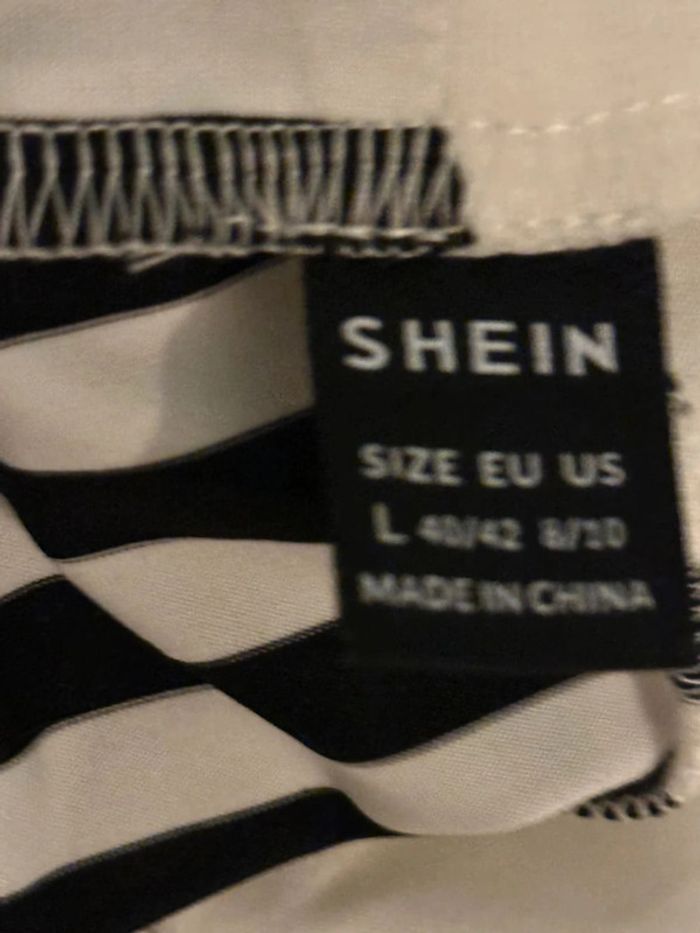 SHEIN
SIZE EU US
L 40/42 8/10
MADE IN CHINA